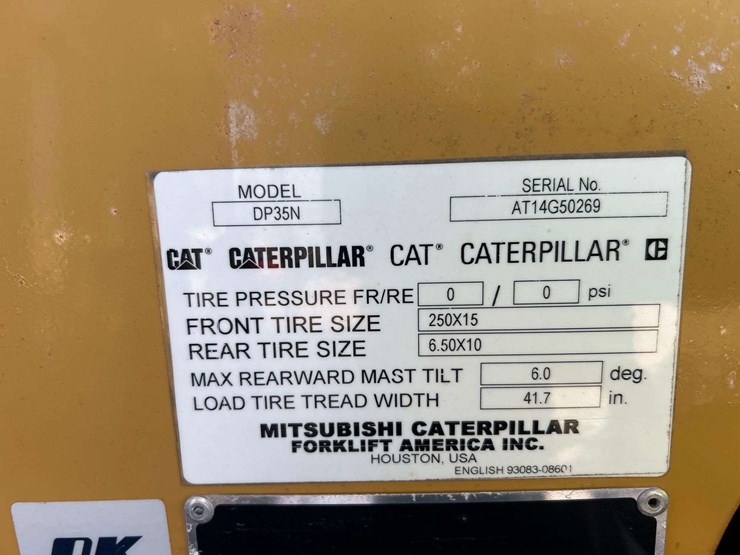 MODEL
DP35N
SERIAL No.
AT14G50269
CAT® CATERPILLAR® CAT® CATERPILLAR® C
TIRE PRESSURE FR/RE 0 / 0 psi
FRONT TIRE SIZE 250X15
REAR TIRE SIZE 6.50X10
MAX REARWARD MAST TILT 6.0 deg.
LOAD TIRE TREAD WIDTH 41.7 in.
MITSUBISHI CATERPILLAR
FORKLIFT AMERICA INC.
HOUSTON, USA
ENGLISH 93083-08601